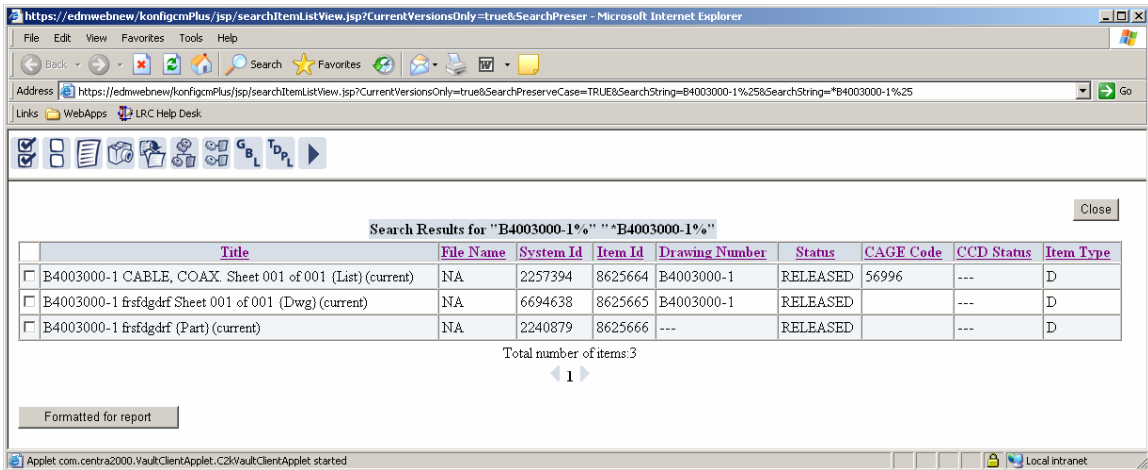 https://edmwebnew/konfigcmPlus/jsp/searchItemListView.jsp?CurrentVersionsOnly=true&SearchPreser - Microsoft Internet Explorer
File Edit View Favorites Tools Help
Back Search Favorites
Address https://edmwebnew/konfigcmPlus/jsp/searchItemListView.jsp?CurrentVersionsOnly=true&SearchPreserveCase=TRUE&SearchString=B4003000-1%25&SearchString=*B4003000-1%25 Go
Links WebApps LRC Help Desk
GBL TDPL
Close
Search Results for "B4003000-1%" "*B4003000-1%"
Title File Name System Id Item Id Drawing Number Status CAGE Code CCD Status Item Type
B4003000-1 CABLE, COAX. Sheet 001 of 001 {List} (current) NA 2257394 8625664 B4003000-1 RELEASED 56996 --- D
B4003000-1 frsfdgdrf Sheet 001 of 001 {Dwg} (current) NA 6694638 8625665 B4003000-1 RELEASED --- D
B4003000-1 frsfdgdrf {Part} (current) NA 2240879 8625666 --- RELEASED --- D
Total number of items:3
1
Formatted for report
Applet com.centra2000.VaultClientApplet.C2kVaultClientApplet started Local intranet